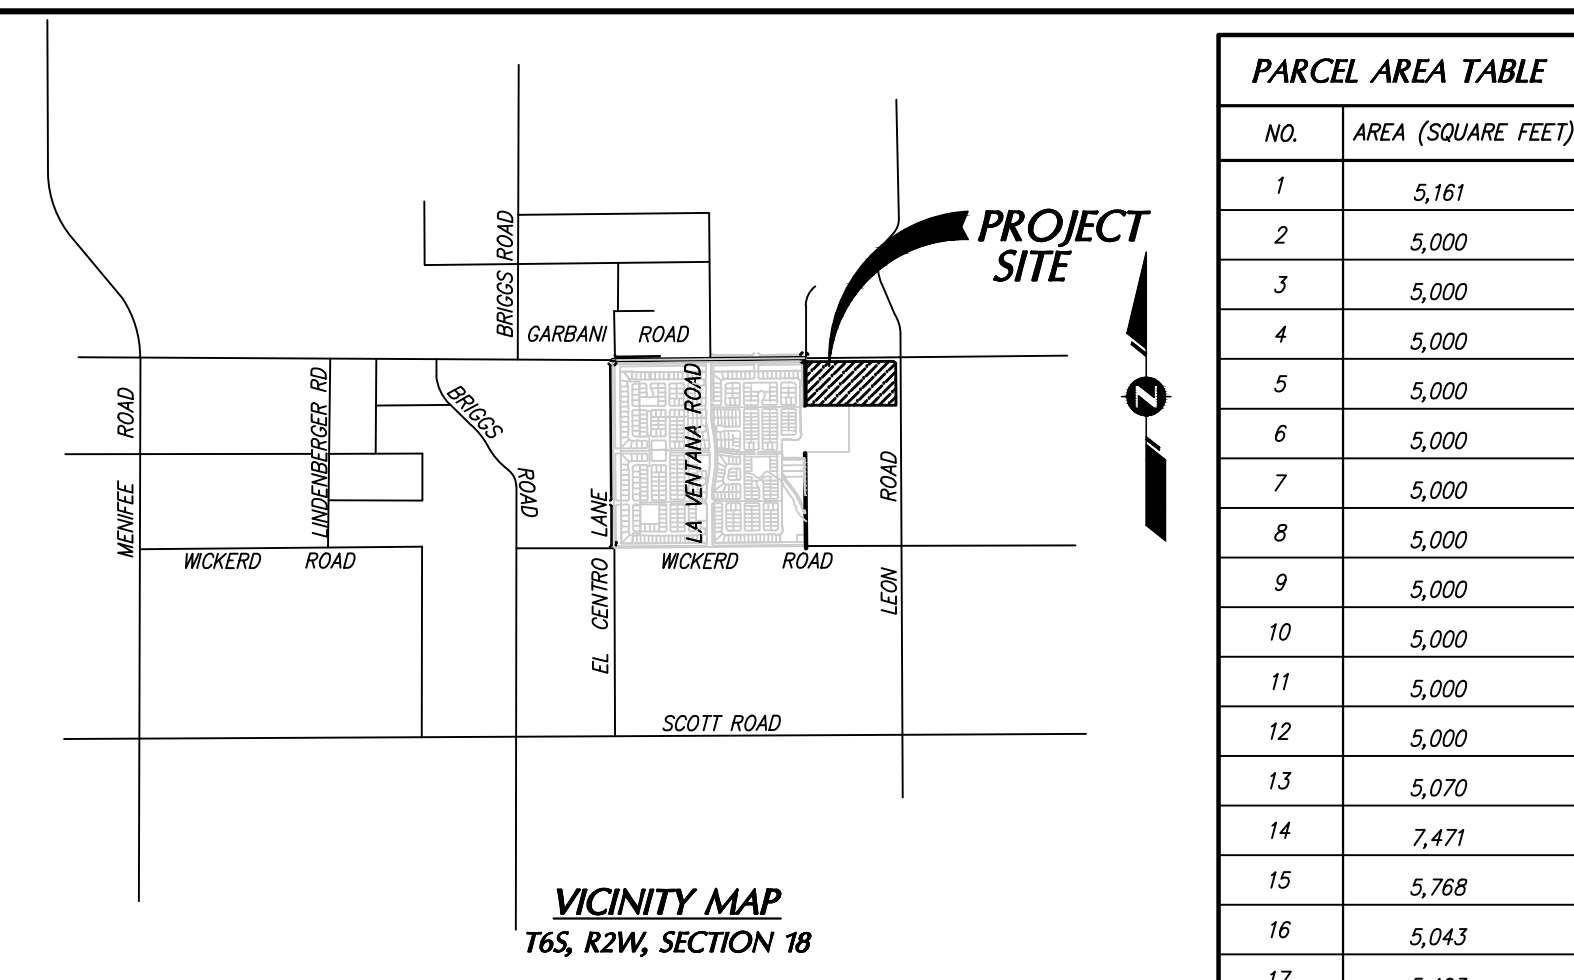 PROJECT
SITE
BRIGGS ROAD
GARBANI ROAD
MENIFEE ROAD
LINDENBERGER RD
BRIGGS ROAD
EL CENTRO LANE
LA VENTANA ROAD
LEON ROAD
WICKERD ROAD
WICKERD ROAD
SCOTT ROAD
N
VICINITY MAP
T6S, R2W, SECTION 18
PARCEL AREA TABLE
NO. AREA (SQUARE FEET)
1 5,161
2 5,000
3 5,000
4 5,000
5 5,000
6 5,000
7 5,000
8 5,000
9 5,000
10 5,000
11 5,000
12 5,000
13 5,070
14 7,471
15 5,768
16 5,043
17